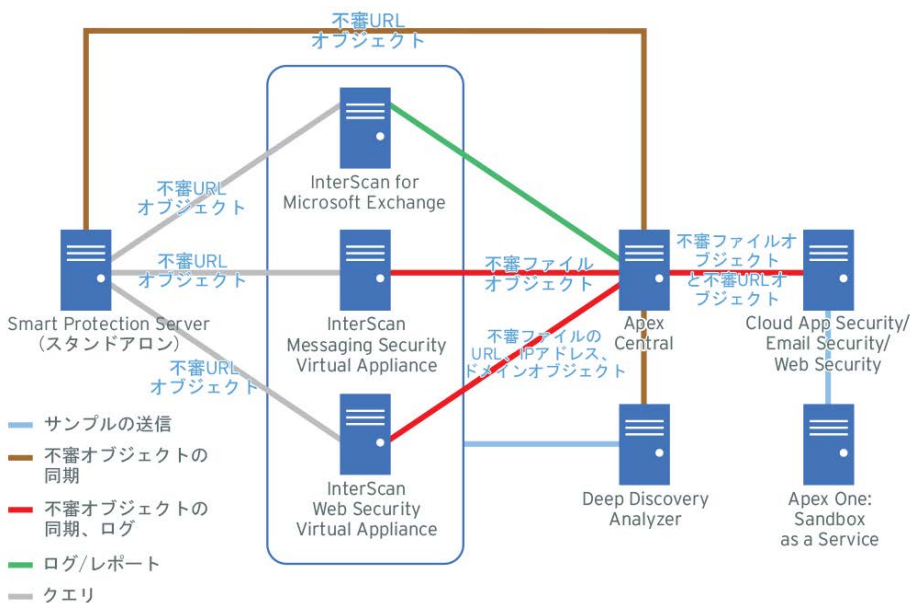 不審URL
オブジェクト
InterScan for
Microsoft Exchange
不審URL
オブジェクト
不審URL
オブジェクト
不審ファイル
オブジェクト
不審ファイルオ
ブジェクト
と不審URLオ
ブジェクト
Smart Protection Server
(スタンドアロン)
InterScan
Messaging Security
Virtual Appliance
Apex
Central
Cloud App Security/
Email Security/
Web Security
不審URL
オブジェクト
不審ファイルの
URL、IPアドレス、
ドメインオブジェクト
InterScan
Web Security
Virtual Appliance
Deep Discovery
Analyzer
Apex One:
Sandbox
as a Service
サンプルの送信
不審オブジェクトの
同期
不審オブジェクトの
同期、ログ
ログ/レポート
クエリ